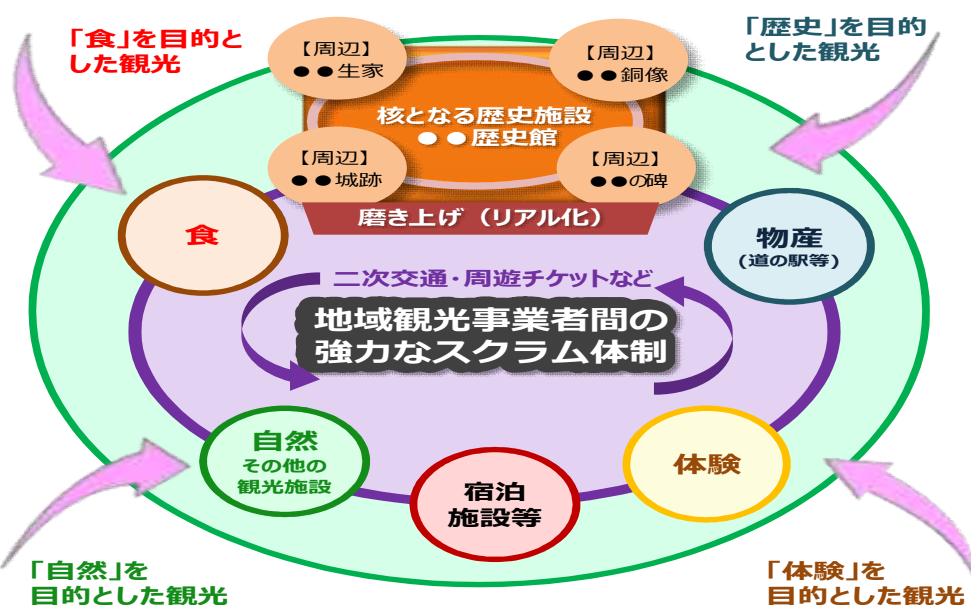 「食」を目的と
した観光
「歴史」を目的
とした観光
【周辺】
●●生家
【周辺】
●●銅像
核となる歴史施設
●●歴史館
【周辺】
●●城跡
【周辺】
●●の碑
磨き上げ（リアル化）
食
物産
(道の駅等)
二次交通・周遊チケットなど
地域観光事業者間の
強力なスクラム体制
自然
その他の
観光施設
宿泊
施設等
体験
「自然」を
目的とした観光
「体験」を
目的とした観光